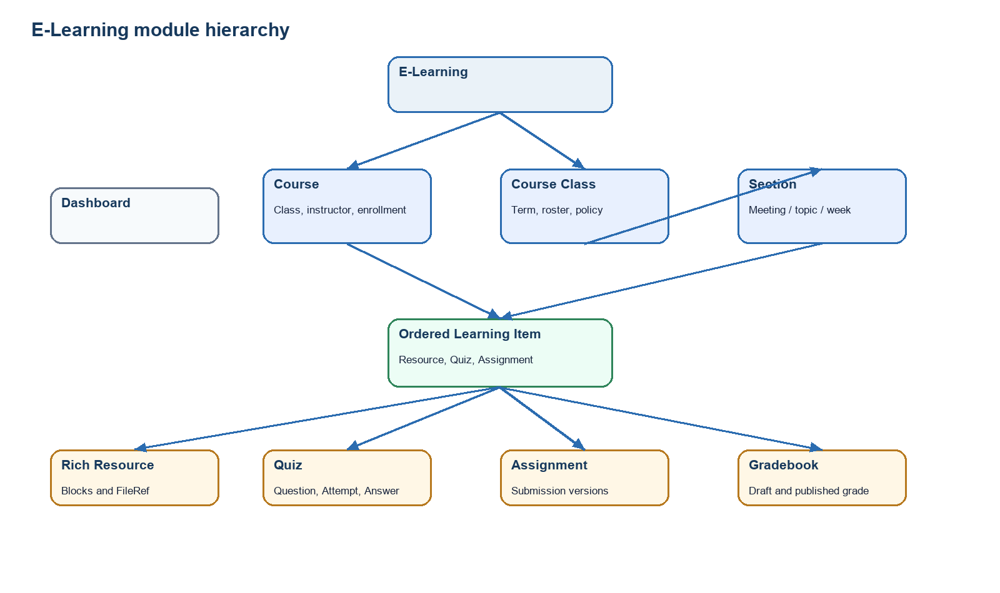 E-Learning module hierarchy
E-Learning
Course
Class, instructor, enrollment
Course Class
Term, roster, policy
Section
Meeting / topic / week
Dashboard
Ordered Learning Item
Resource, Quiz, Assignment
Rich Resource
Blocks and FileRef
Quiz
Question, Attempt, Answer
Assignment
Submission versions
Gradebook
Draft and published grade